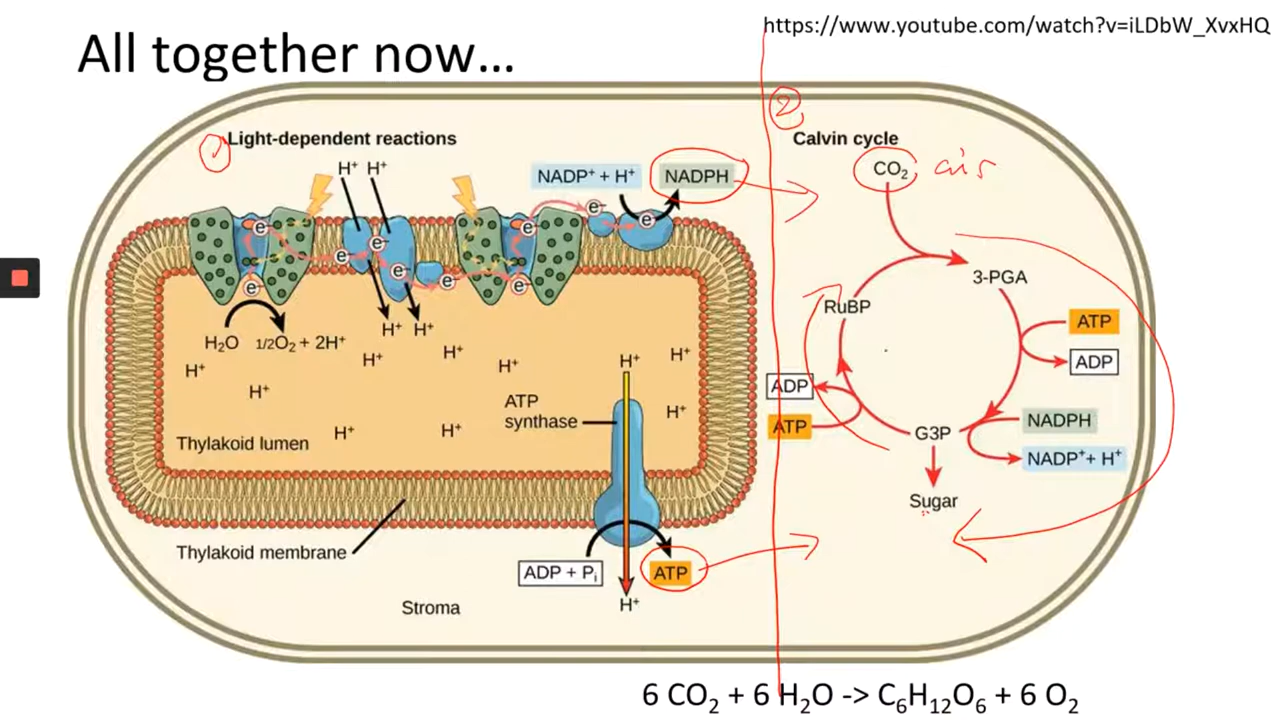 https://www.youtube.com/watch?v=iLDbW_XvxHQ
All together now...
1
Light-dependent reactions
2
Calvin cycle
H⁺ H⁺
NADP⁺ + H⁺
NADPH
CO₂
air
e⁻
e⁻
e⁻
e⁻
e⁻
e⁻
e⁻
e⁻
e⁻
e⁻
3-PGA
RuBP
H₂O
1/2O₂ + 2H⁺
H⁺ H⁺
ATP
ADP
H⁺
H⁺
H⁺
H⁺
H⁺
H⁺
H⁺
ATP
synthase
H⁺
ADP
ATP
NADPH
H⁺
H⁺
G3P
Thylakoid lumen
NADP⁺+ H⁺
Sugar
Thylakoid membrane
ADP + Pᵢ
ATP
Stroma
H⁺
6 CO₂ + 6 H₂O -> C₆H₁₂O₆ + 6 O₂